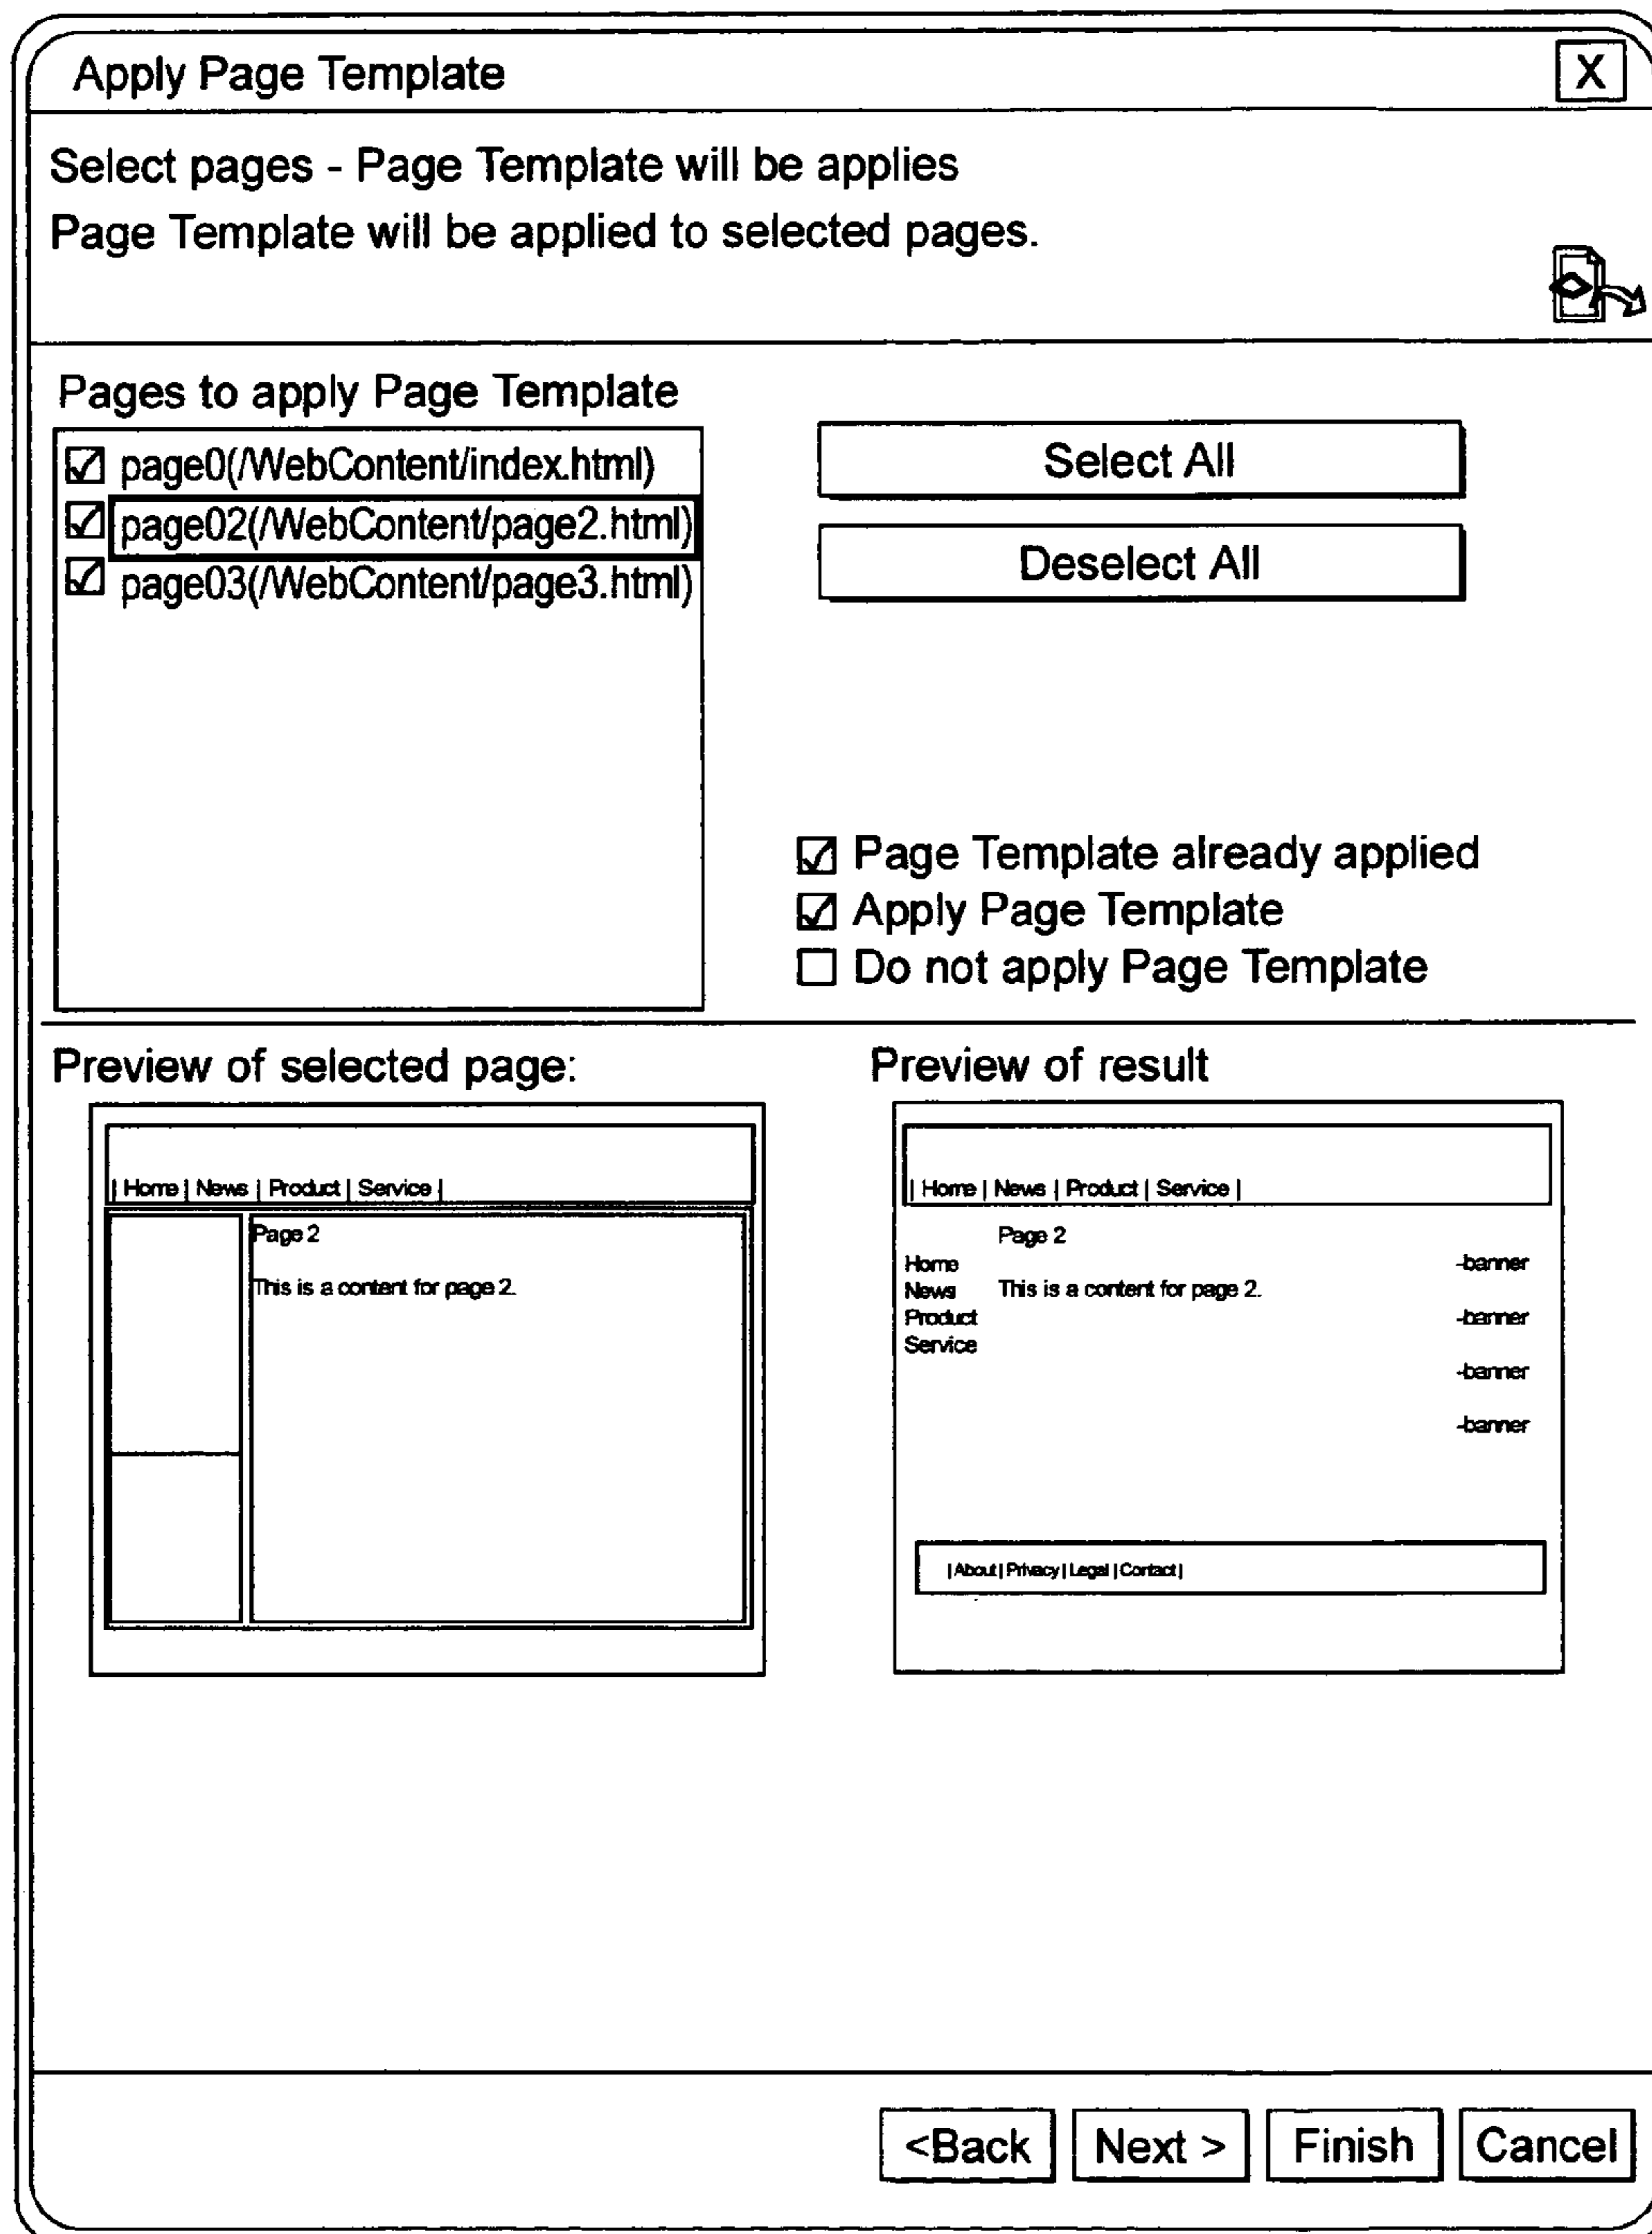 Apply Page Template
X
Select pages - Page Template will be applies
Page Template will be applied to selected pages.
Pages to apply Page Template
page0(/WebContent/index.html)
page02(/WebContent/page2.html)
page03(/WebContent/page3.html)
Select All
Deselect All
Page Template already applied
Apply Page Template
Do not apply Page Template
Preview of selected page:
| Home | News | Product | Service |
Page 2
This is a content for page 2.
Preview of result
| Home | News | Product | Service |
Home
News
Product
Service
Page 2
This is a content for page 2.
-banner
-banner
-banner
-banner
| About | Privacy | Legal | Contact |
<Back
Next >
Finish
Cancel